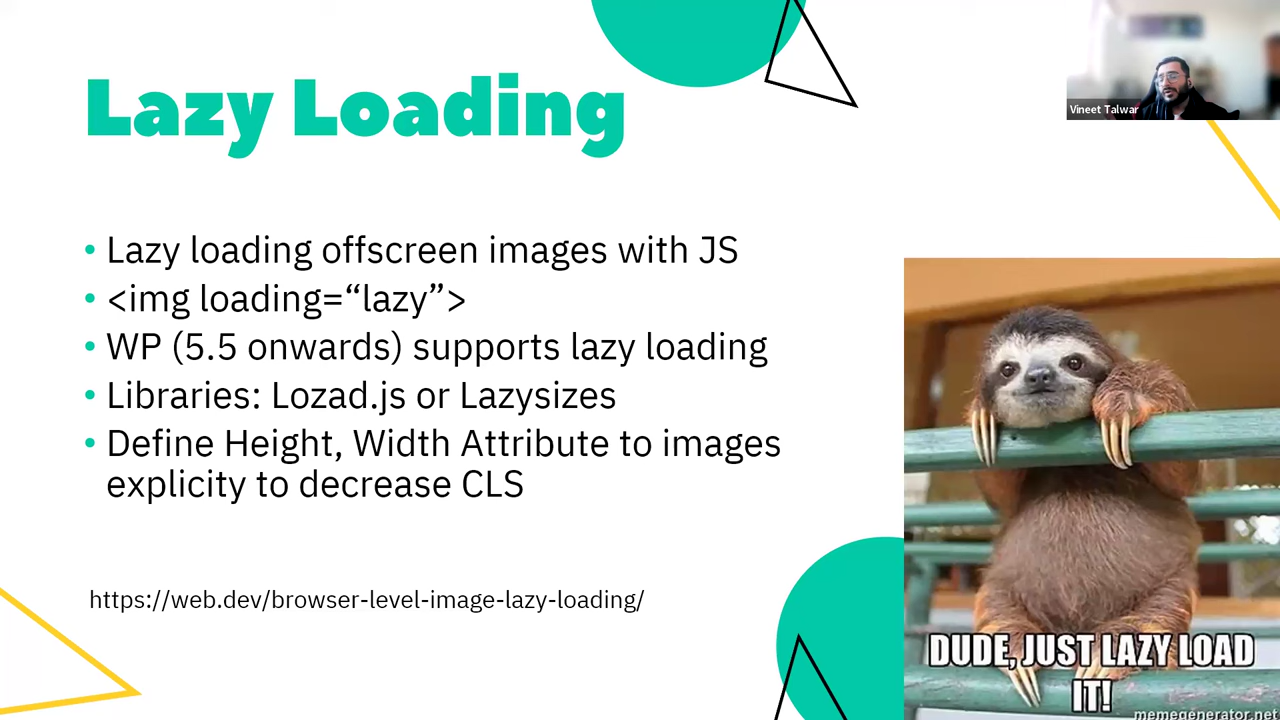 Lazy Loading
Vineet Talwar
• Lazy loading offscreen images with JS
• <img loading=“lazy”>
• WP (5.5 onwards) supports lazy loading
• Libraries: Lozad.js or Lazysizes
• Define Height, Width Attribute to images
explicity to decrease CLS
https://web.dev/browser-level-image-lazy-loading/
DUDE, JUST LAZY LOAD
IT!
memegenerator.net